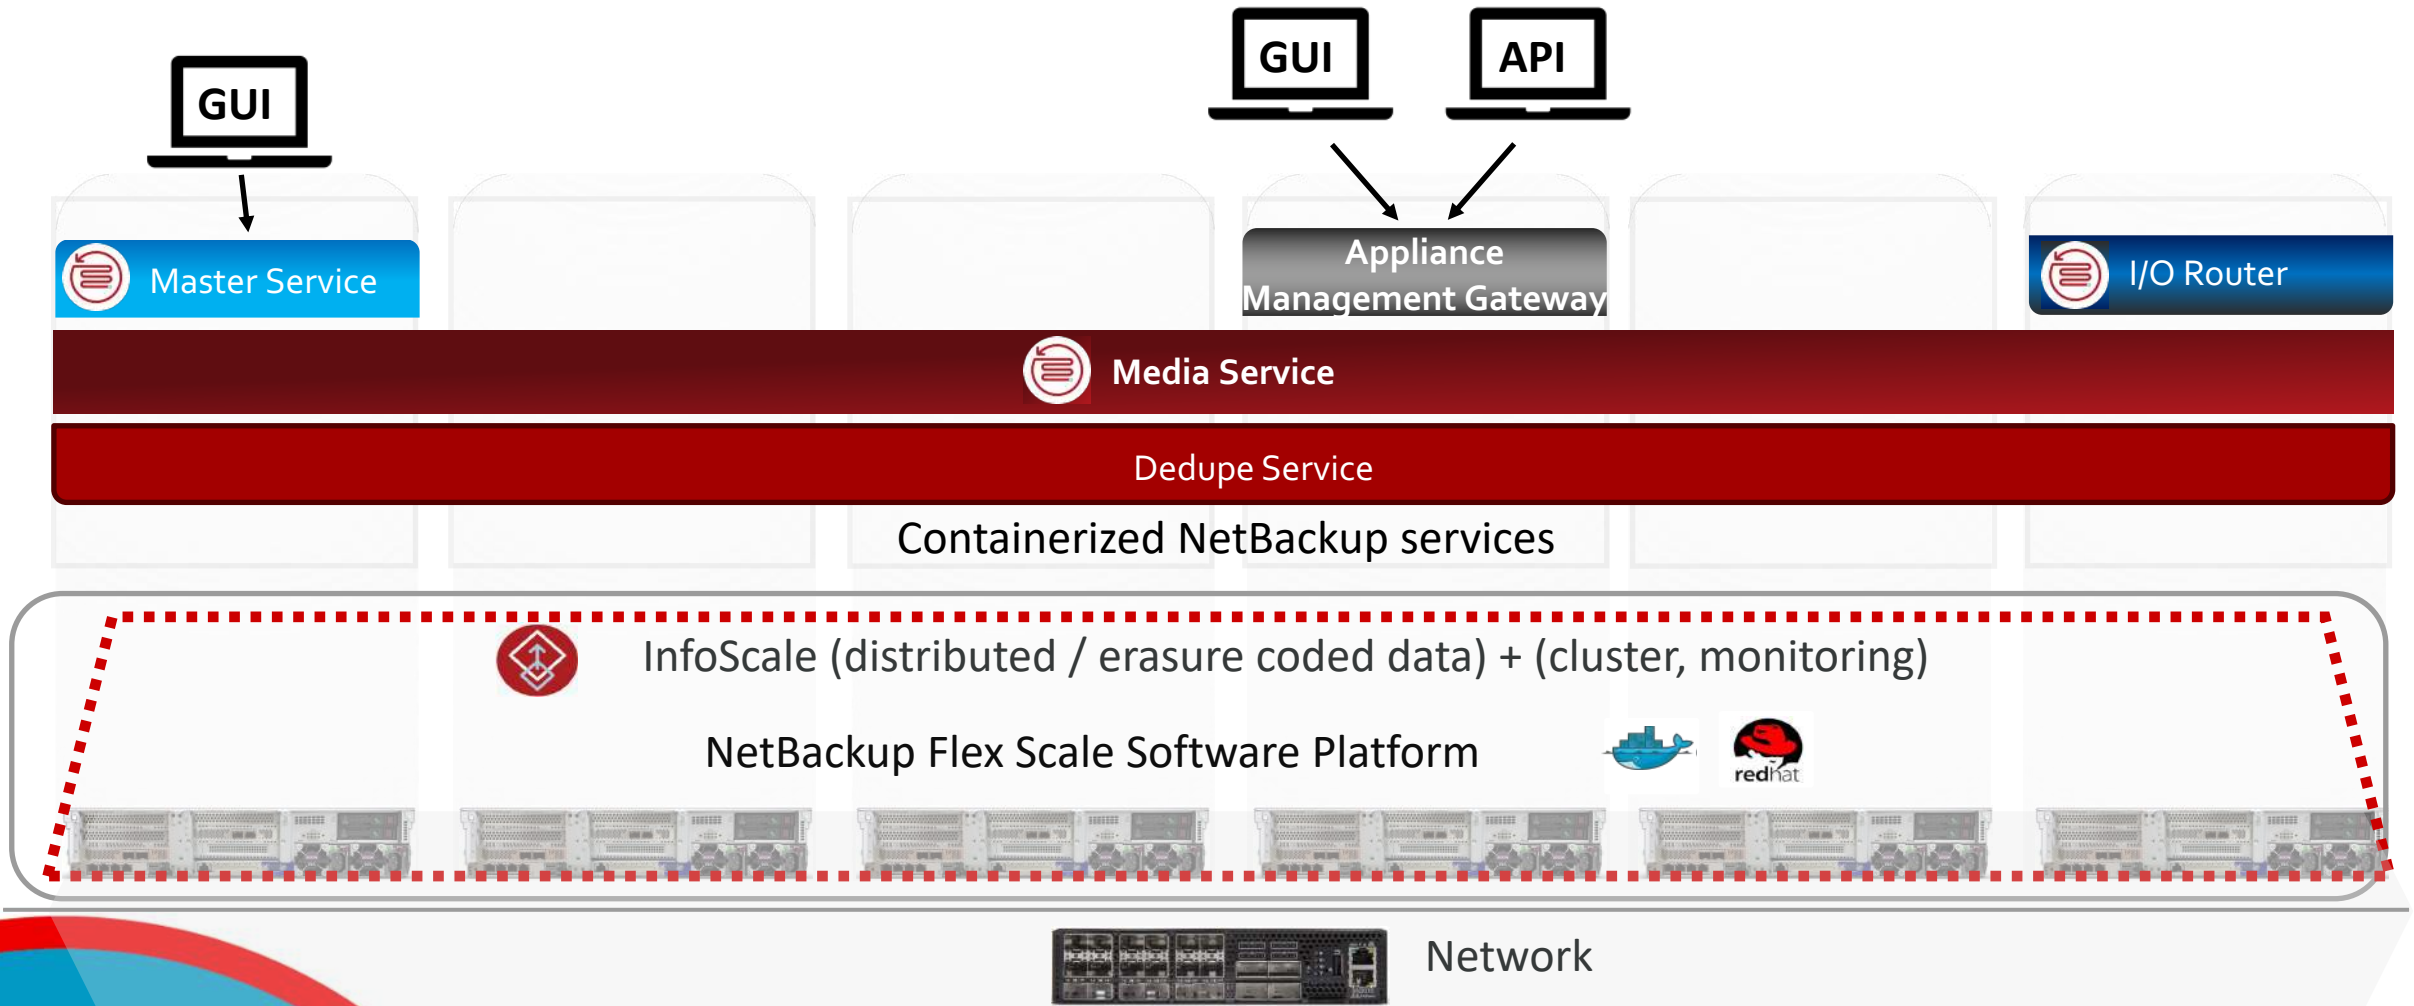 GUI
GUI
API
Master Service
Appliance
Management Gateway
I/O Router
Media Service
Dedupe Service
Containerized NetBackup services
InfoScale (distributed / erasure coded data) + (cluster, monitoring)
NetBackup Flex Scale Software Platform
redhat
Network